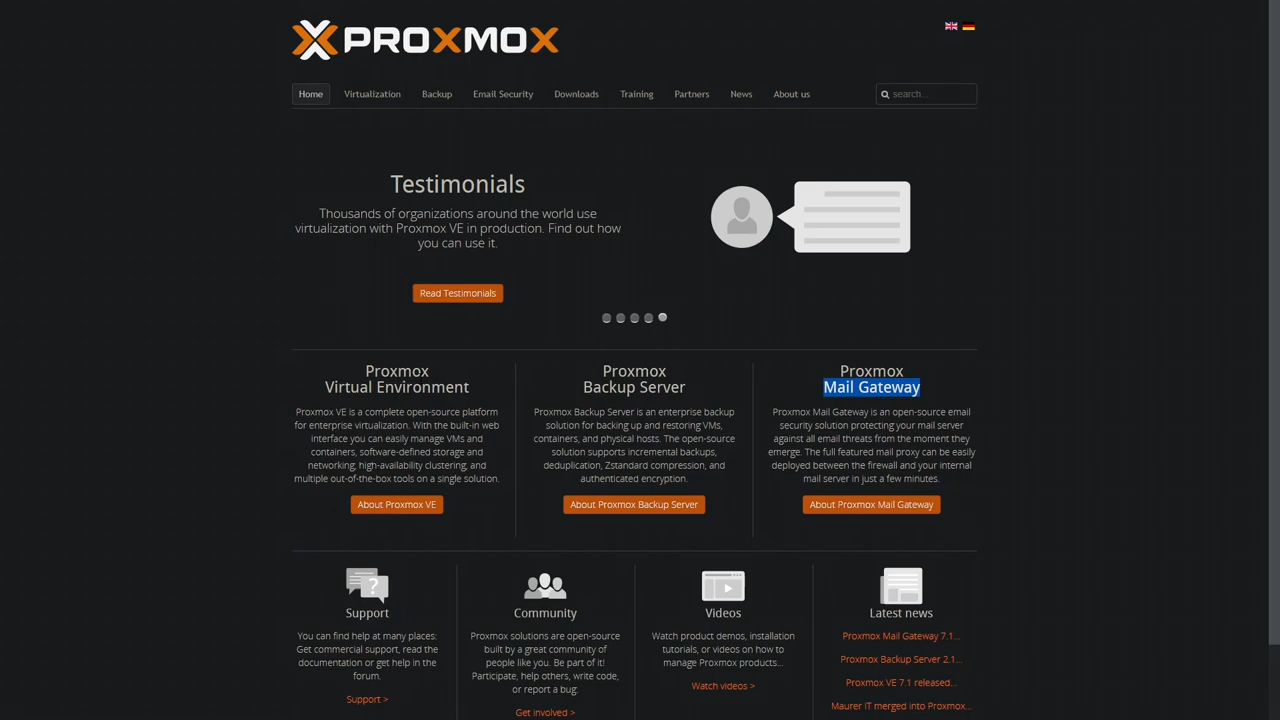 PROXMOX
Home
Virtualization
Backup
Email Security
Downloads
Training
Partners
News
About us
search...
Testimonials
Thousands of organizations around the world use
virtualization with Proxmox VE in production. Find out how
you can use it.
Read Testimonials
Proxmox
Virtual Environment
Proxmox VE is a complete open-source platform
for enterprise virtualization. With the built-in web
interface you can easily manage VMs and
containers, software-defined storage and
networking, high-availability clustering, and
multiple out-of-the-box tools on a single solution.
About Proxmox VE
Proxmox
Backup Server
Proxmox Backup Server is an enterprise backup
solution for backing up and restoring VMs,
containers, and physical hosts. The open-source
solution supports incremental backups,
deduplication, Zstandard compression, and
authenticated encryption.
About Proxmox Backup Server
Proxmox
Mail Gateway
Proxmox Mail Gateway is an open-source email
security solution protecting your mail server
against all email threats from the moment they
emerge. The full featured mail proxy can be easily
deployed between the firewall and your internal
mail server in just a few minutes.
About Proxmox Mail Gateway
?
Support
You can find help at many places:
Get commercial support, read the
documentation or get help in the
forum.
Support >
Community
Proxmox solutions are open-source
built by a great community of
people like you. Be part of it!
Participate, help others, write code,
or report a bug.
Get involved >
Videos
Watch product demos, installation
tutorials, or videos on how to
manage Proxmox products...
Watch videos >
Latest news
Proxmox Mail Gateway 7.1...
Proxmox Backup Server 2.1...
Proxmox VE 7.1 released...
Maurer IT merged into Proxmox...